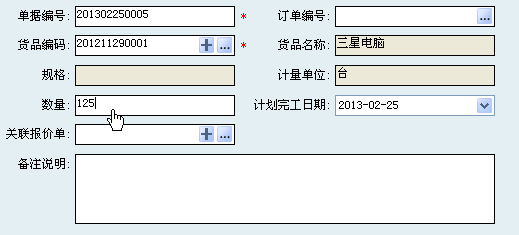 单据编号: 201302250005 * 订单编号: ...
货品编码: 201211290001 + ... * 货品名称: 三星电脑
规格: 计量单位: 台
数量: 125 计划完工日期: 2013-02-25
关联报价单: + ...
备注说明: